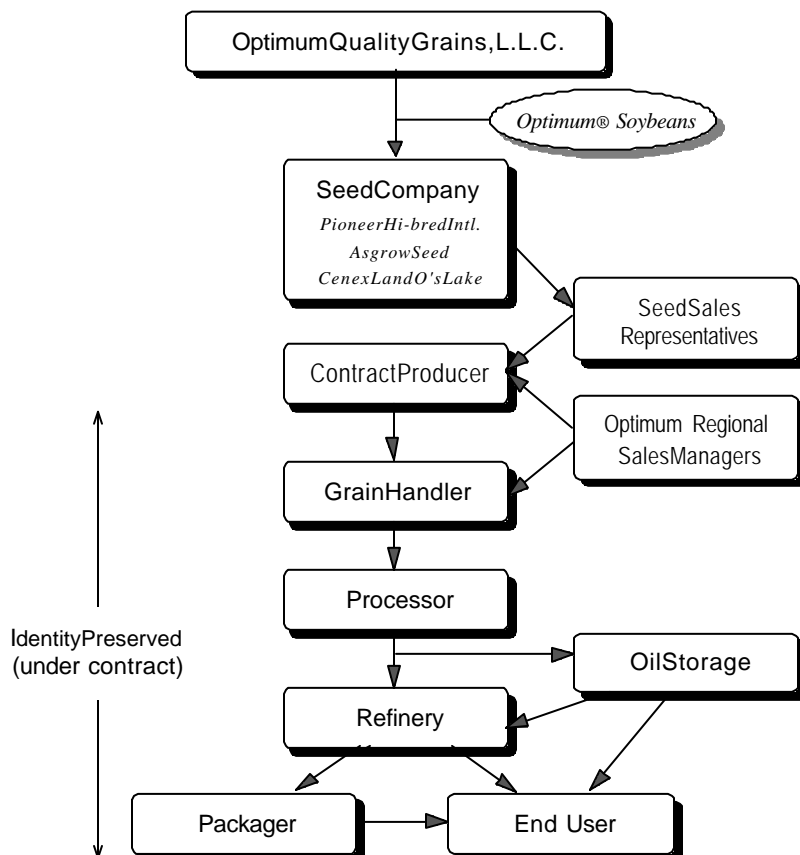 OptimumQualityGrains,L.L.C.
Optimum® Soybeans
SeedCompany
PioneerHi-bredIntl.
AsgrowSeed
CenexLandO'sLake
SeedSales
Representatives
ContractProducer
Optimum Regional
SalesManagers
GrainHandler
Processor
IdentityPreserved
(under contract)
OilStorage
Refinery
Packager
End User